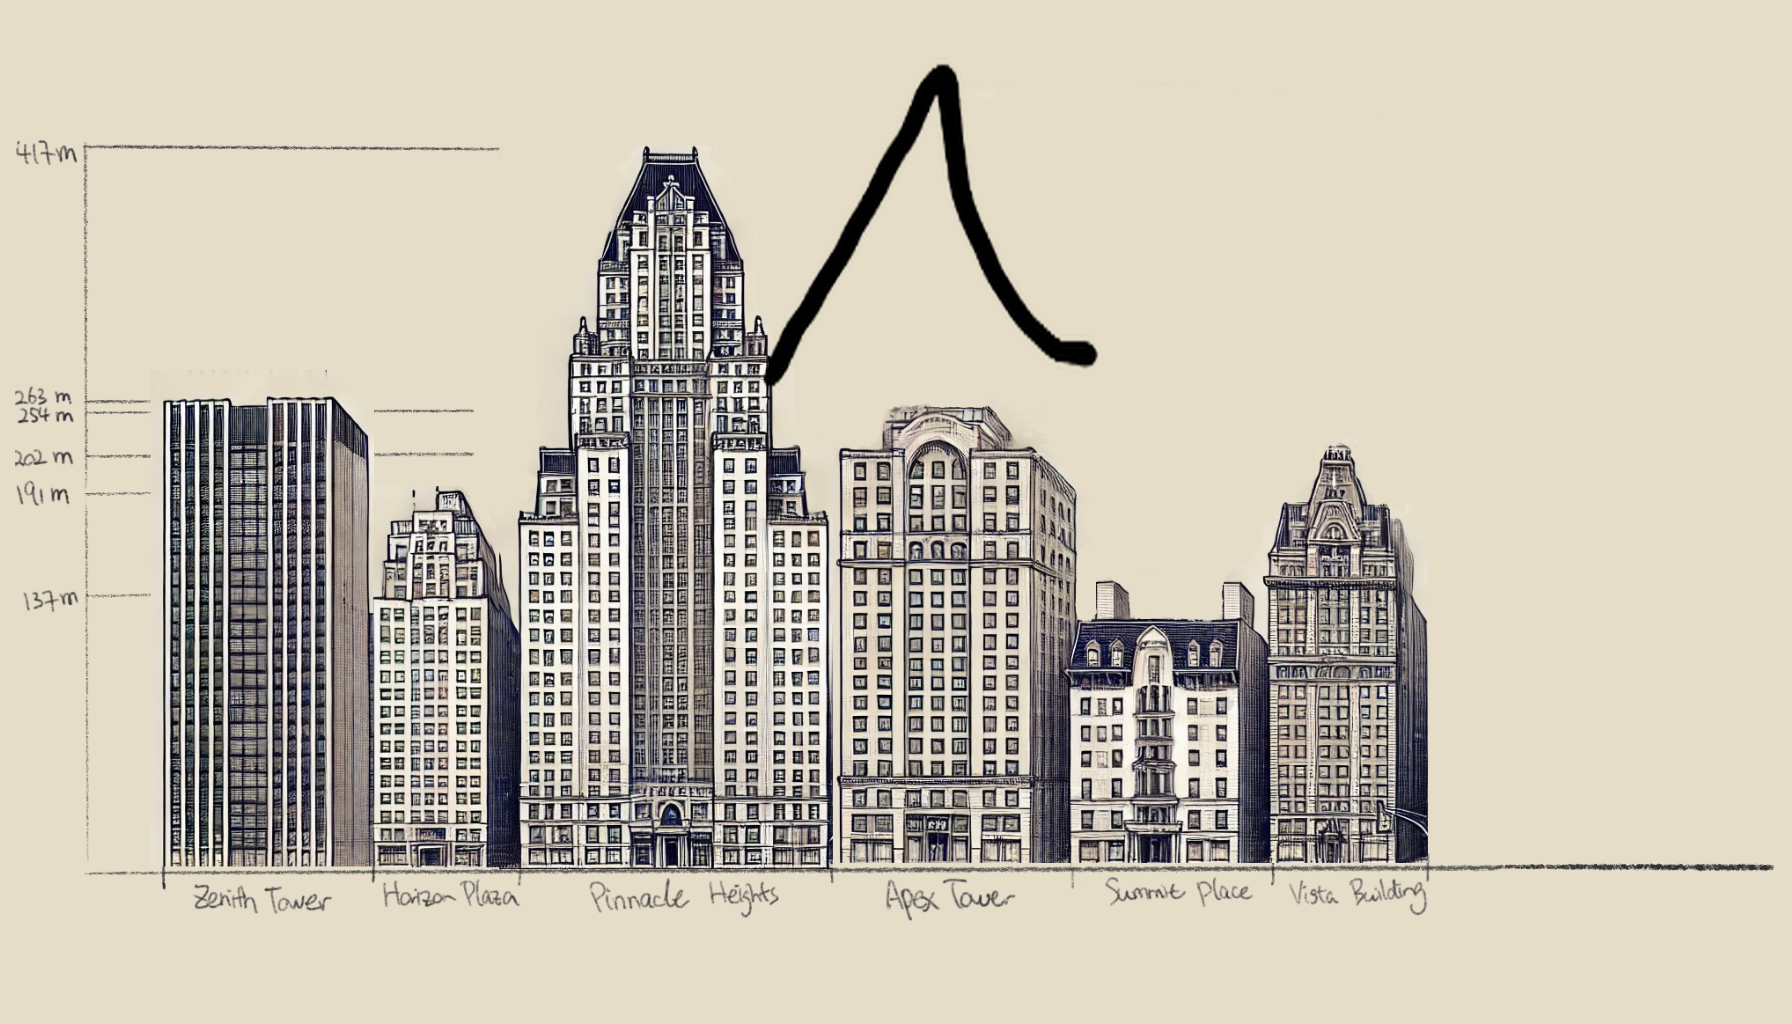 417m
263 m
254 m
202 m
191 m
137m
Zenith Tower Horizon Plaza Pinnacle Heights Apex Tower Summit Place Vista Building